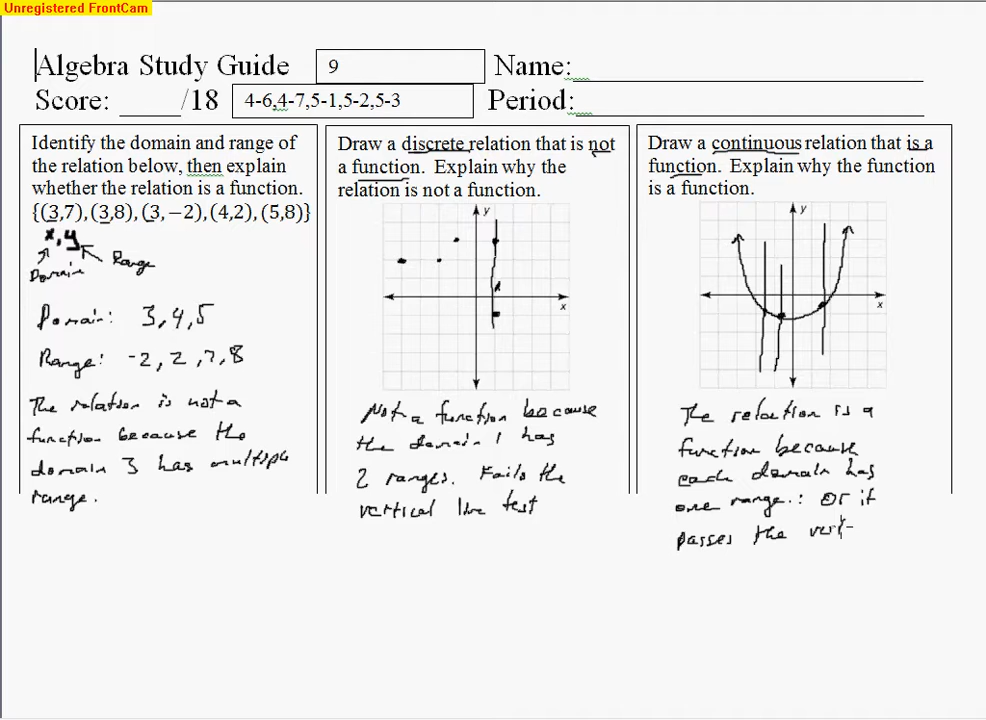 Unregistered FrontCam
Algebra Study Guide 9 Name:
Score: ____/18 4-6,4-7,5-1,5-2,5-3 Period:
Identify the domain and range of
the relation below, then explain
whether the relation is a function.
{(3,7),(3,8),(3,−2),(4,2),(5,8)}
x,y
Domain Range
Domain: 3,4,5
Range: -2, 2, 7, 8
The relation is not a
function because the
domain 3 has multiple
range.
Draw a discrete relation that is not
a function. Explain why the
relation is not a function.
y
x
Not a function because
the domain 1 has
2 ranges. Fails the
vertical line test
Draw a continuous relation that is a
function. Explain why the function
is a function.
y
x
The relation is a
function because
each domain has
one range.: Or if
passes the vert